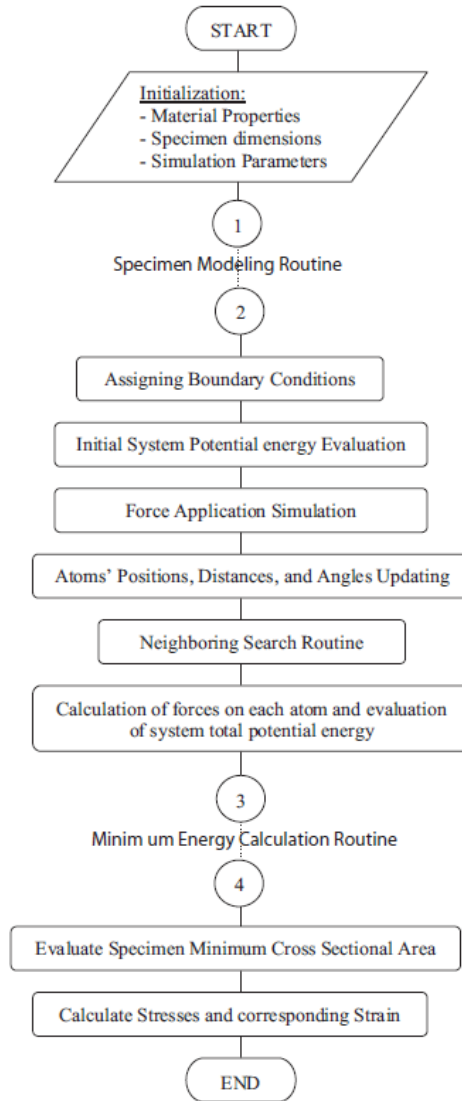 START
Initialization:
- Material Properties
- Specimen dimensions
- Simulation Parameters
1
Specimen Modeling Routine
2
Assigning Boundary Conditions
Initial System Potential energy Evaluation
Force Application Simulation
Atoms’ Positions, Distances, and Angles Updating
Neighboring Search Routine
Calculation of forces on each atom and evaluation
of system total potential energy
3
Minim um Energy Calculation Routine
4
Evaluate Specimen Minimum Cross Sectional Area
Calculate Stresses and corresponding Strain
END